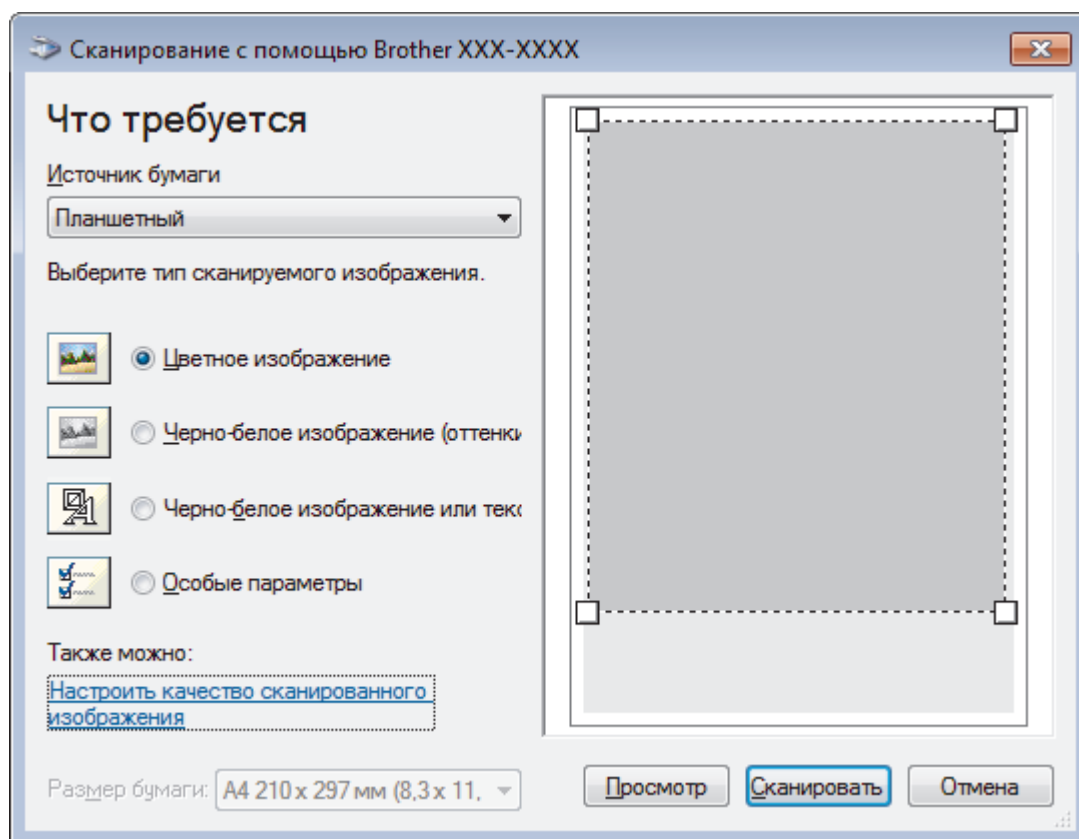 Сканирование с помощью Brother XXX-XXXX
Что требуется
Источник бумаги
Планшетный
Выберите тип сканируемого изображения.
Цветное изображение
Черно-белое изображение (оттенки
Черно-белое изображение или текс
Особые параметры
Также можно:
Настроить качество сканированного
изображения
Размер бумаги:
A4 210 x 297 мм (8,3 x 11,
Просмотр
Сканировать
Отмена